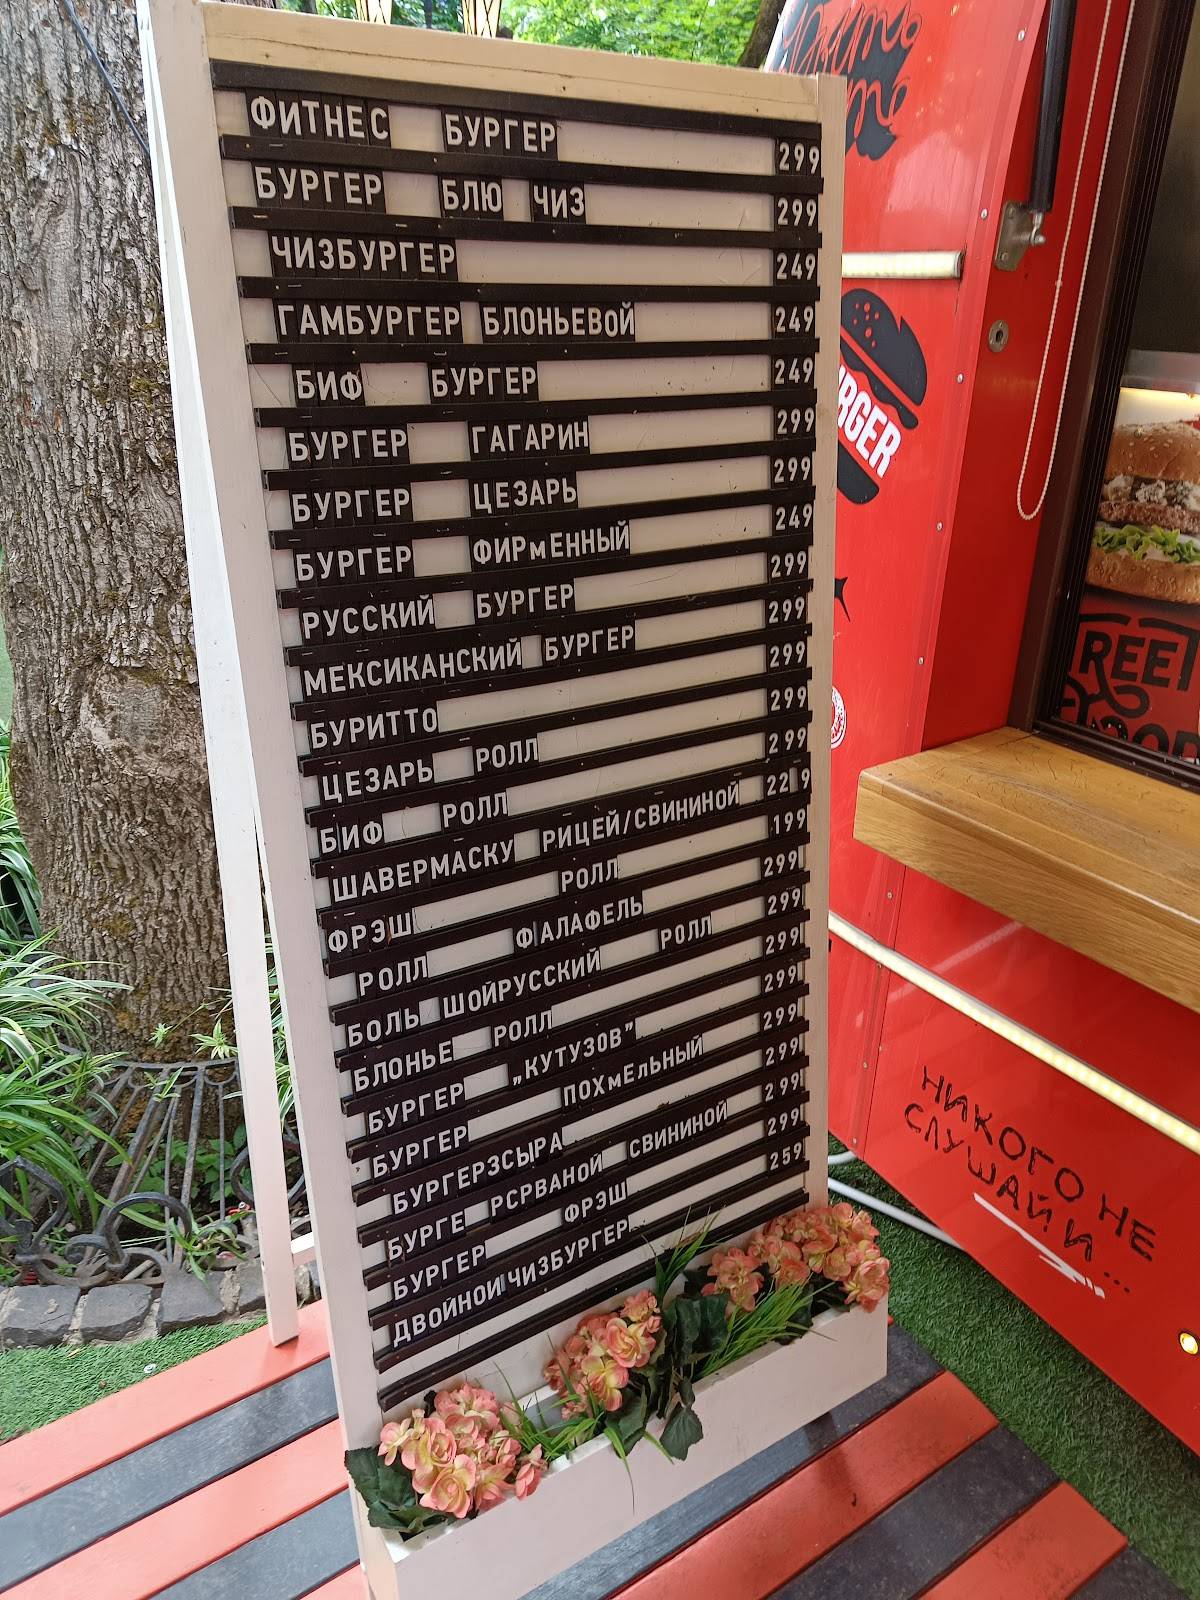 ФИТНЕС БУРГЕР 299
БУРГЕР БЛЮ ЧИЗ 299
ЧИЗБУРГЕР 249
ГАМБУРГЕР БЛОНЬЕВОЙ 249
БИФ БУРГЕР 249
БУРГЕР ГАГАРИН 299
БУРГЕР ЦЕЗАРЬ 299
БУРГЕР ФИРмЕННЫЙ 249
РУССКИЙ БУРГЕР 299
МЕКСИКАНСКИЙ БУРГЕР 299
БУРИТТО 299
ЦЕЗАРЬ РОЛЛ 299
БИФ РОЛЛ 299
ШАВЕРМАСКУ РИЦЕЙ/СВИНИНОЙ 229
ФРЭШ РОЛЛ 199
РОЛЛ ФАЛАФЕЛЬ 299
БОЛЬ ШОЙРУССКИЙ РОЛЛ 299
БЛОНЬЕ РОЛЛ 299
БУРГЕР „КУТУЗОВ” 299
БУРГЕР ПОХмЕЛЬНЫЙ 299
БУРГЕРЗСЫРА 299
БУРГЕ РСРВАНОЙ СВИНИНОЙ 299
БУРГЕР ФРЭШ 299
ДВОЙНОЙ ЧИЗБУРГЕР 259
URGER
REET
НИКОГО НЕ
СЛУШАЙ И...